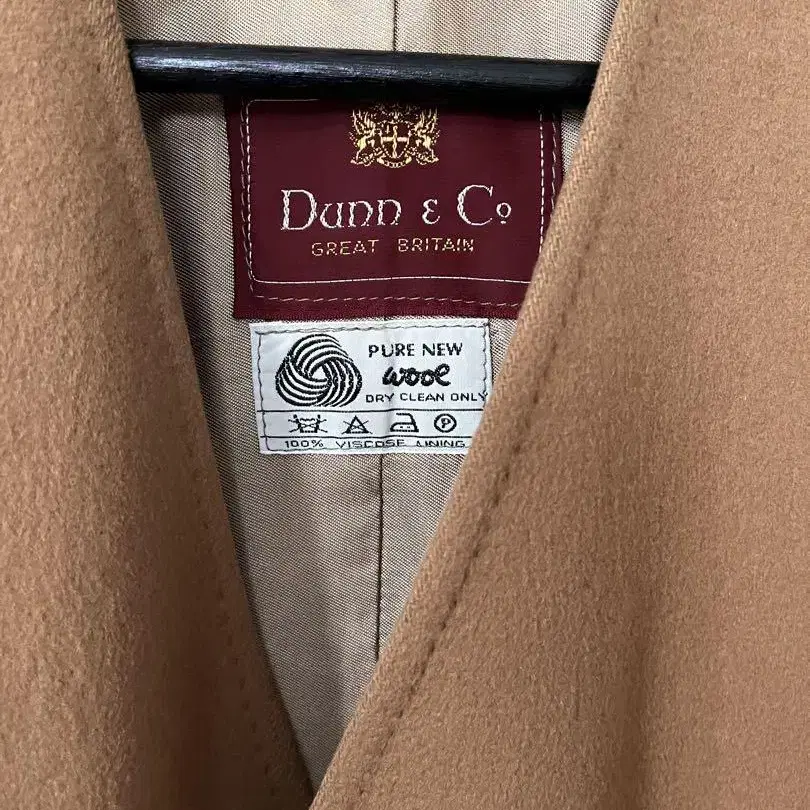 Dunn & Co
GREAT BRITAIN
PURE NEW
wool
DRY CLEAN ONLY
P
100% VISCOSE LINING